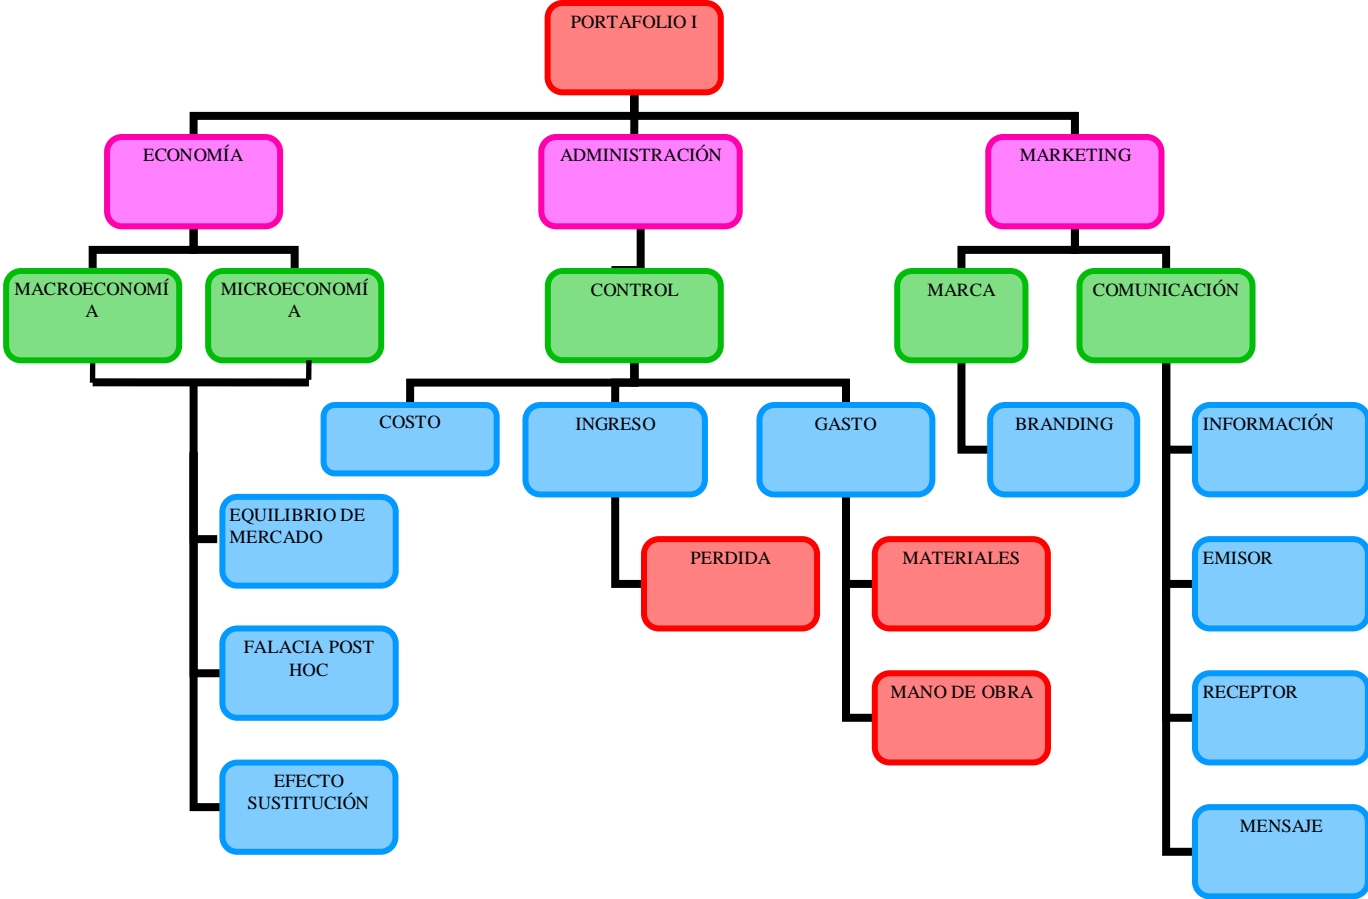 PORTAFOLIO I
ECONOMÍA
ADMINISTRACIÓN
MARKETING
MACROECONOMÍ
A
MICROECONOMÍ
A
CONTROL
MARCA
COMUNICACIÓN
COSTO
INGRESO
GASTO
BRANDING
INFORMACIÓN
EQUILIBRIO DE
MERCADO
PERDIDA
MATERIALES
EMISOR
FALACIA POST
HOC
MANO DE OBRA
RECEPTOR
EFECTO
SUSTITUCIÓN
MENSAJE